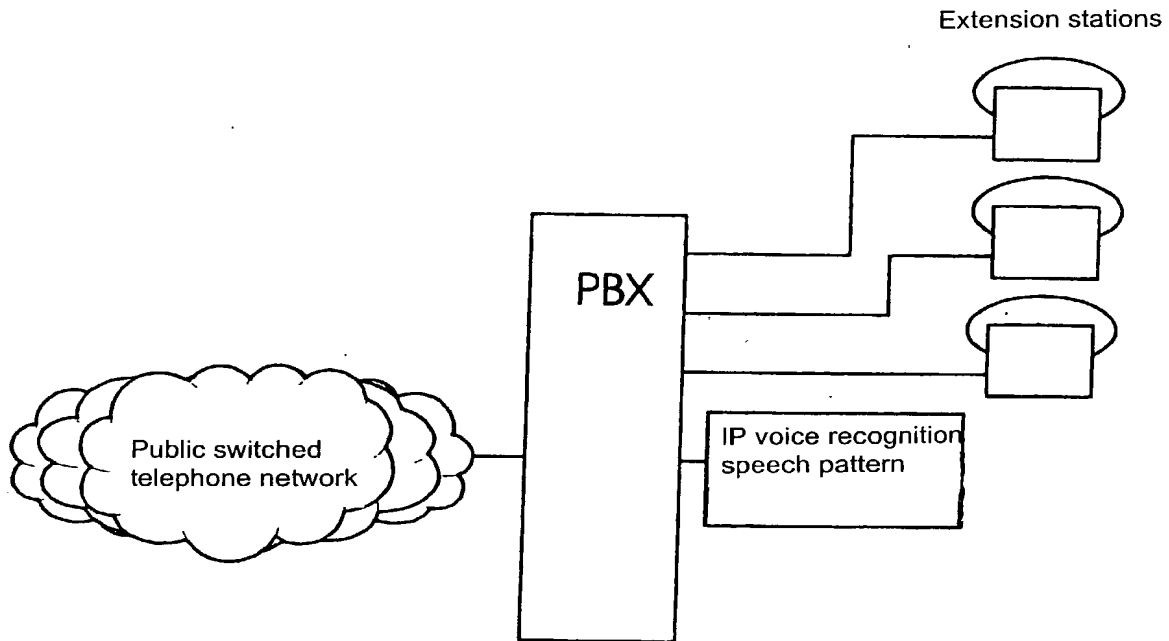 Extension stations
PBX
Public switched
telephone network
IP voice recognition
speech pattern